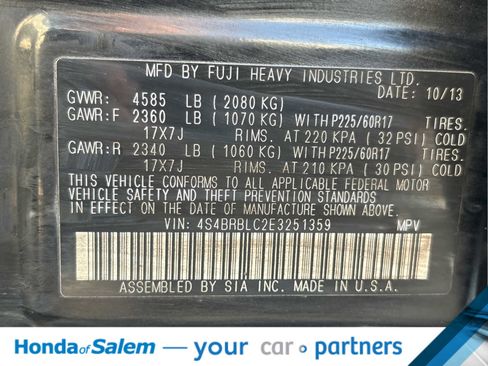 MFD BY FUJI HEAVY INDUSTRIES LTD.
DATE: 10/13
GVWR: 4585 LB (2080 KG)
GAWR:F 2360 LB (1070 KG) WITH P225/60R17 TIRES.
17X7J RIMS. AT 220 KPA (32 PSI) COLD
GAWR:R 2340 LB (1060 KG) WITH P225/60R17 TIRES.
17X7J RIMS. AT 210 KPA (30 PSI) COLD
THIS VEHICLE CONFORMS TO ALL APPLICABLE FEDERAL MOTOR
VEHICLE SAFETY AND THEFT PREVENTION STANDARDS
IN EFFECT ON THE DATE OF MANUFACTURE SHOWN ABOVE.
VIN: 4S4BRBLC2E3251359 MPV
ASSEMBLED BY SIA INC. MADE IN U.S.A.
Honda of Salem — your car partners